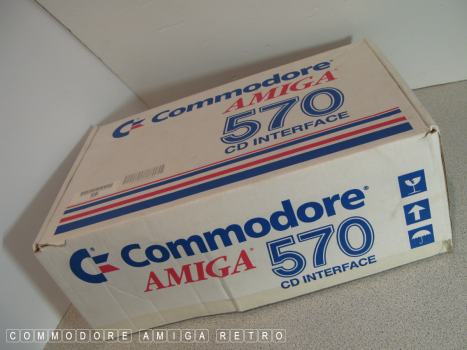 Commodore®
AMIGA
570
CD INTERFACE
Commodore®
AMIGA®
570
CD INTERFACE
COMMODORE AMIGA RETRO